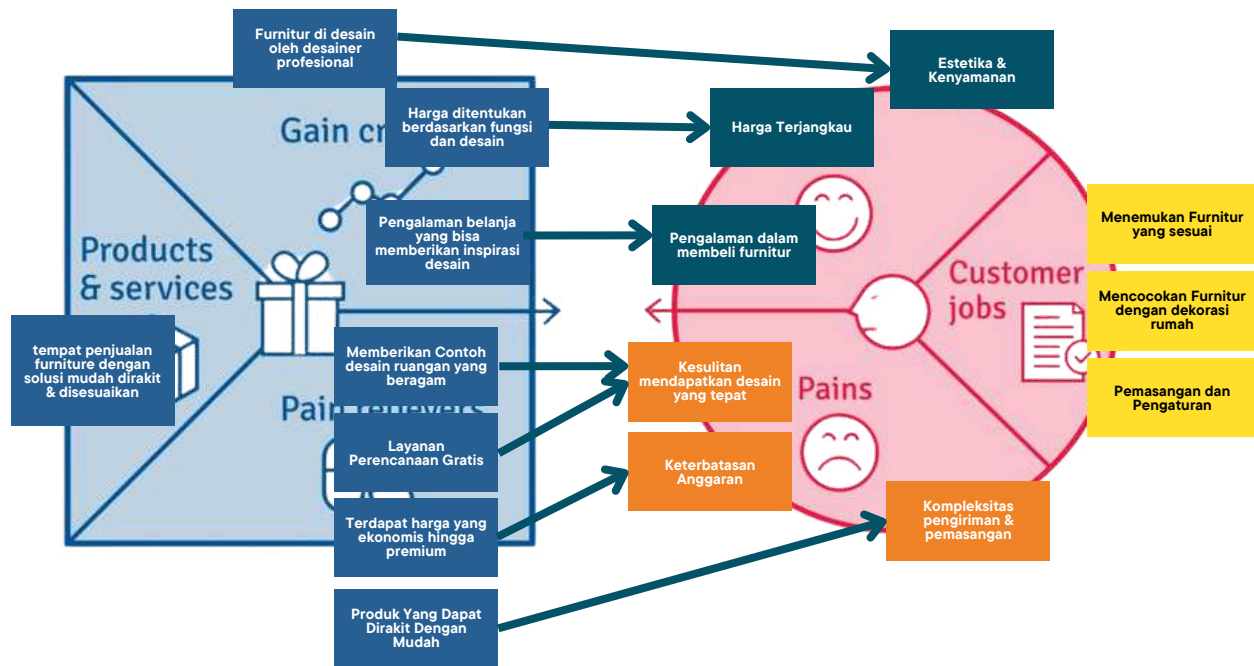 Furnitur di desain
oleh desainer
profesional
Estetika &
Kenyamanan
Gain cr
Harga ditentukan
berdasarkan fungsi
dan desain
Harga Terjangkau
Pengalaman belanja
yang bisa
memberikan inspirasi
desain
Pengalaman dalam
membeli furnitur
Menemukan Furnitur
yang sesuai
Products
& services
Customer
jobs
Mencocokan Furnitur
dengan dekorasi
rumah
tempat penjualan
furniture dengan
solusi mudah dirakit
& disesuaikan
Memberikan Contoh
desain ruangan yang
beragam
Kesulitan
mendapatkan desain
yang tepat
Pains
Pemasangan dan
Pengaturan
Pain relievers
Layanan
Perencanaan Gratis
Keterbatasan
Anggaran
Terdapat harga yang
ekonomis hingga
premium
Kompleksitas
pengiriman &
pemasangan
Produk Yang Dapat
Dirakit Dengan
Mudah